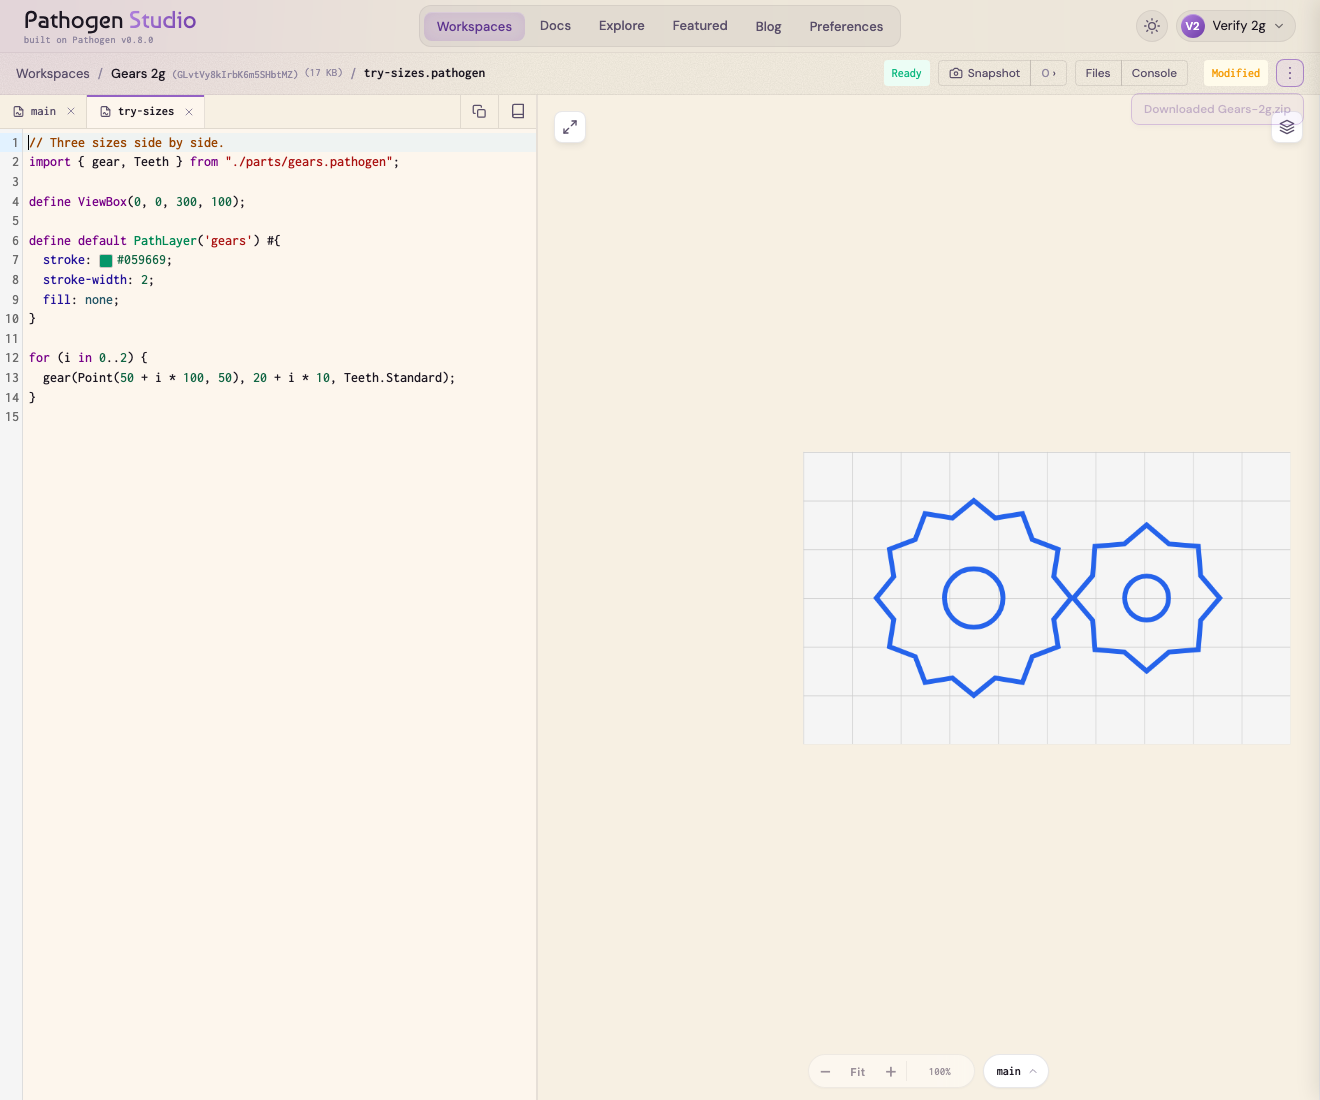 Pathogen Studio
built on Pathogen v0.8.0
Workspaces
Docs
Explore
Featured
Blog
Preferences
V2
Verify 2g
Workspaces / Gears 2g (GLvtVy8kIrbK6m5SHbtMZ) (17 KB) / try-sizes.pathogen
Ready
Snapshot
0 ›
Files
Console
Modified
main
try-sizes
Downloaded Gears-2g.zip
1 // Three sizes side by side.
2 import { gear, Teeth } from "./parts/gears.pathogen";
3
4 define ViewBox(0, 0, 300, 100);
5
6 define default PathLayer('gears') #{
7 stroke: #059669;
8 stroke-width: 2;
9 fill: none;
10 }
11
12 for (i in 0..2) {
13 gear(Point(50 + i * 100, 50), 20 + i * 10, Teeth.Standard);
14 }
15
Fit
100%
main